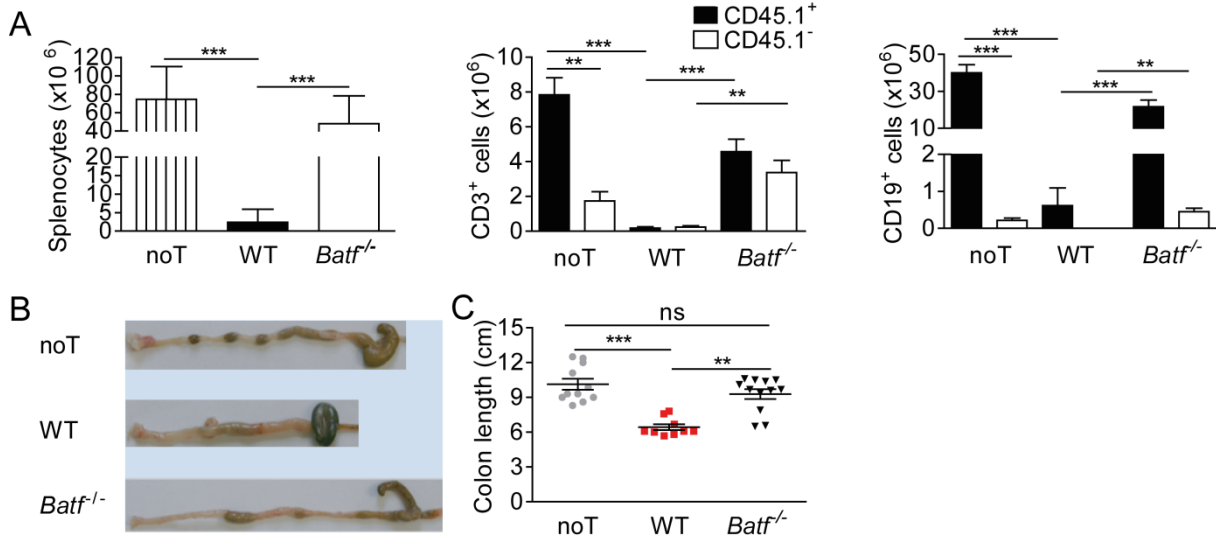 A
CD45.1⁺
CD45.1⁻
Splenocytes (x10⁶)
120
100
80
60
40
20
15
10
5
0
***
***
noT WT Batf⁻/⁻
CD3⁺ cells (x10⁶)
10
8
6
4
2
0
***
**
***
**
noT WT Batf⁻/⁻
CD19⁺ cells (x10⁶)
50
30
10
2
1
0
***
***
**
***
noT WT Batf⁻/⁻
B
noT
WT
Batf⁻/⁻
C
Colon length (cm)
15
12
9
6
3
0
ns
***
**
noT WT Batf⁻/⁻